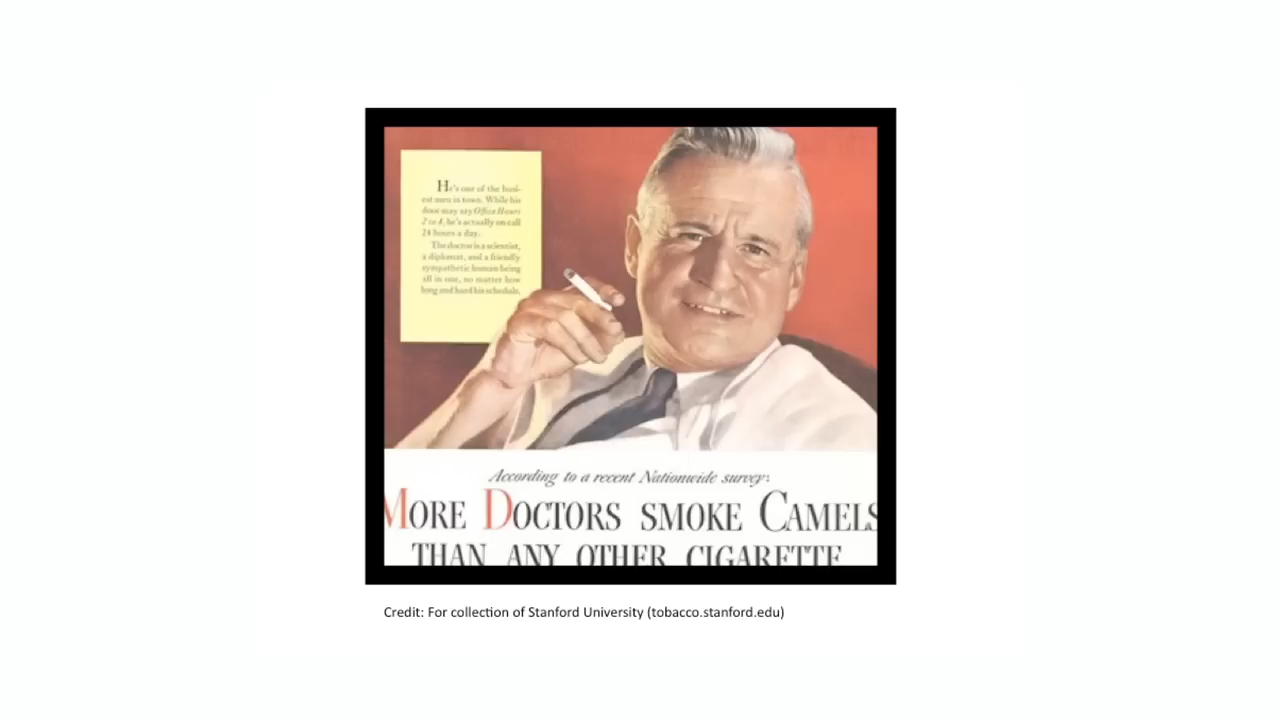 He's one of the busi-
est men in town. While his
door may say Office Hours
2 to 4, he's actually on call
24 hours a day.
The doctor is a scientist,
a diplomat, and a friendly
sympathetic human being
all in one, no matter how
long and hard his schedule.
According to a recent Nationwide survey:
MORE DOCTORS SMOKE CAMELS
THAN ANY OTHER CIGARETTE
Credit: For collection of Stanford University (tobacco.stanford.edu)